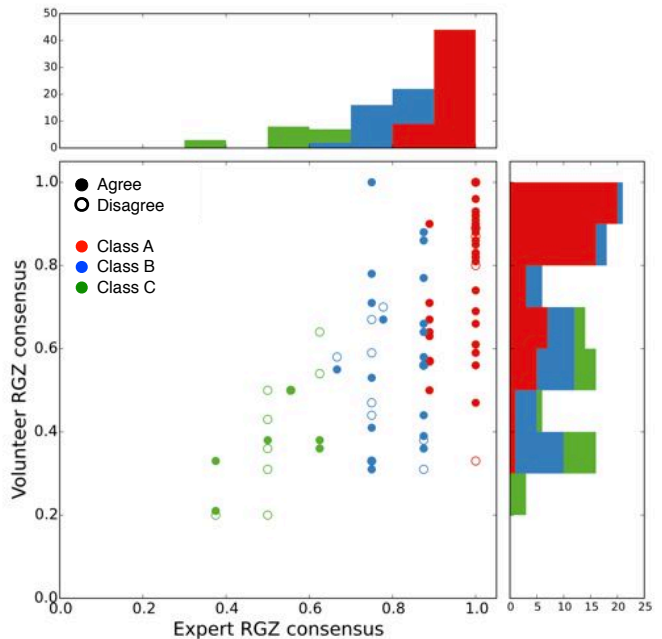 50
40
30
20
10
0
1.0
0.8
0.6
0.4
0.2
0.0
Volunteer RGZ consensus
Agree
Disagree
Class A
Class B
Class C
0.0 0.2 0.4 0.6 0.8 1.0
Expert RGZ consensus
0 5 10 15 20 25